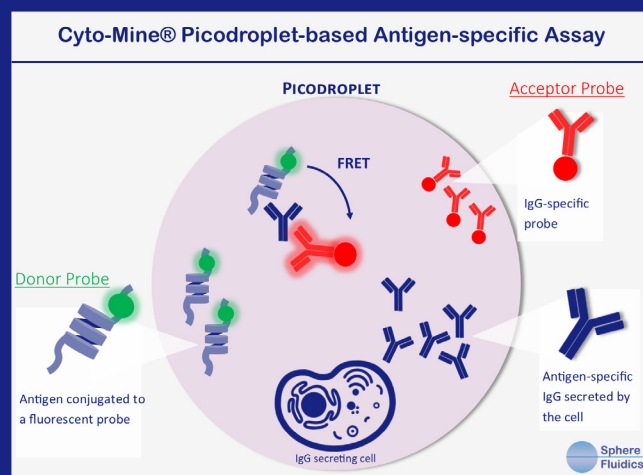 Cyto-Mine® Picodroplet-based Antigen-specific Assay
PICODROPLET
Acceptor Probe
FRET
IgG-specific
probe
Donor Probe
Antigen conjugated to
a fluorescent probe
Antigen-specific
IgG secreted by
the cell
IgG secreting cell
Sphere
Fluidics